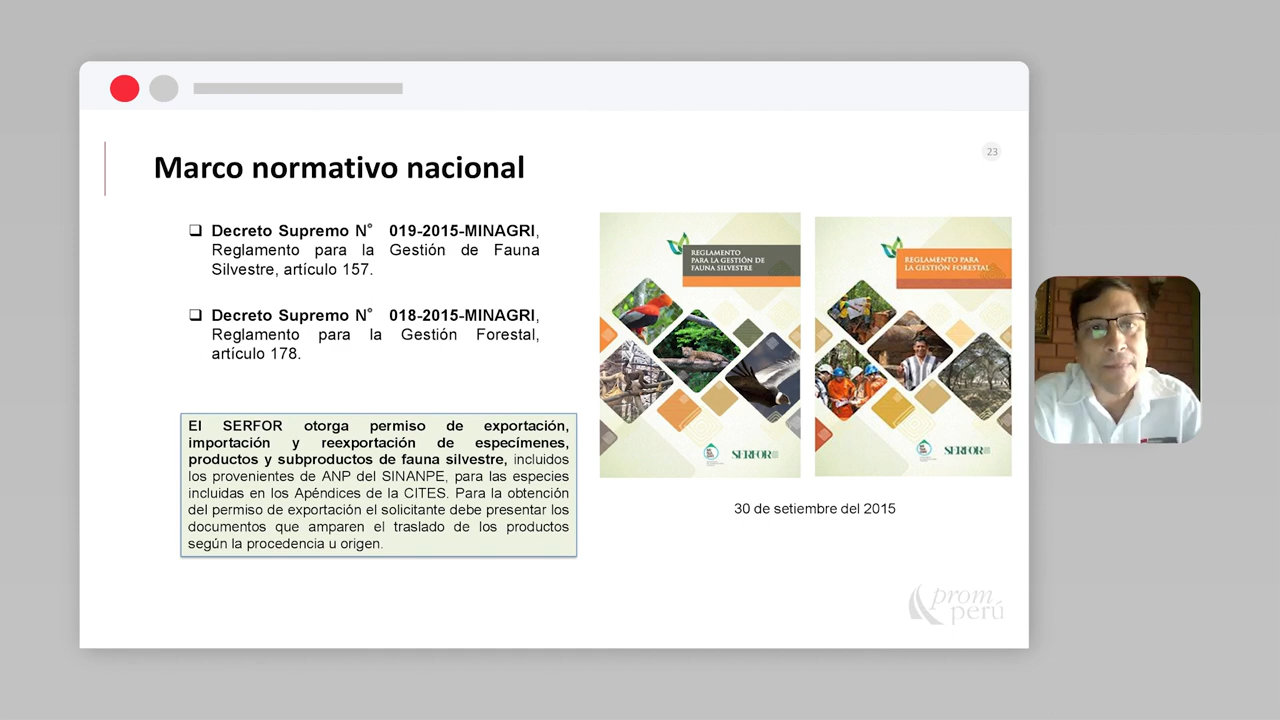 Marco normativo nacional
23
❑ Decreto Supremo N° 019-2015-MINAGRI,
Reglamento para la Gestión de Fauna
Silvestre, artículo 157.
❑ Decreto Supremo N° 018-2015-MINAGRI,
Reglamento para la Gestión Forestal,
artículo 178.
El SERFOR otorga permiso de exportación,
importación y reexportación de especímenes,
productos y subproductos de fauna silvestre, incluidos
los provenientes de ANP del SINANPE, para las especies
incluidas en los Apéndices de la CITES. Para la obtención
del permiso de exportación el solicitante debe presentar los
documentos que amparen el traslado de los productos
según la procedencia u origen.
REGLAMENTO
PARA LA GESTIÓN DE
FAUNA SILVESTRE
SERFOR
REGLAMENTO PARA
LA GESTIÓN FORESTAL
SERFOR
30 de setiembre del 2015
prom
perú